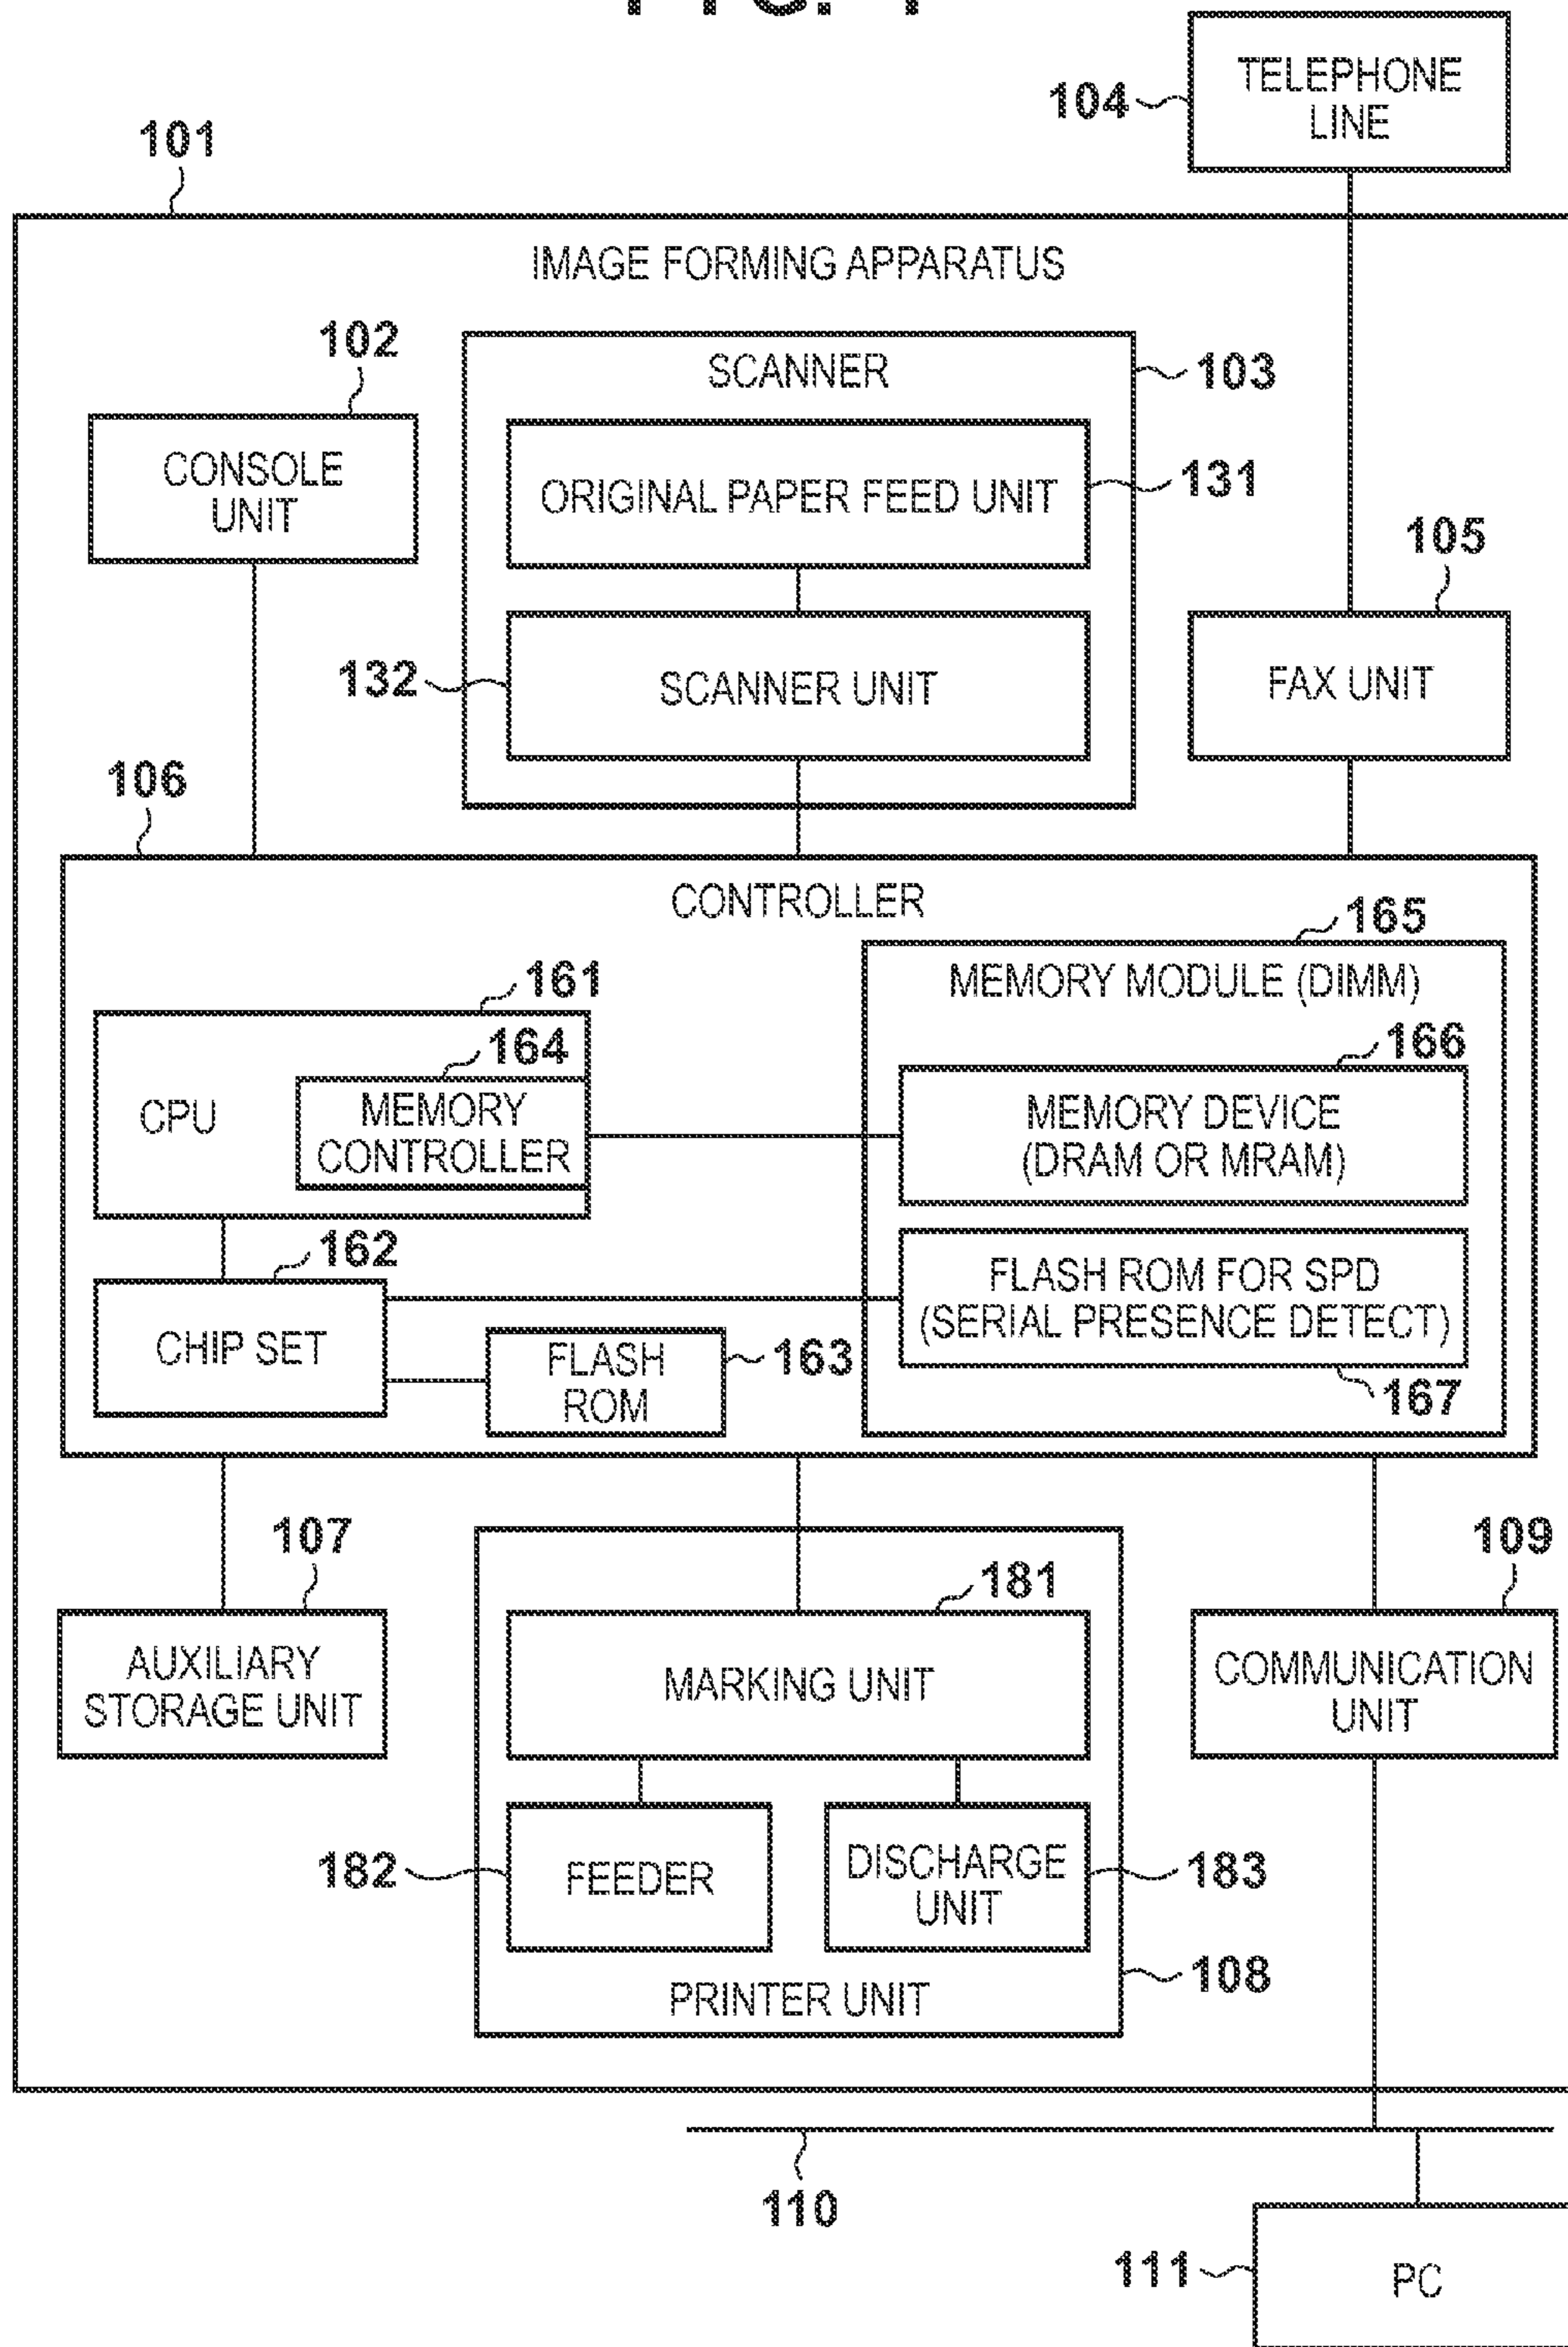 FIG. 1
TELEPHONE
LINE
104
101
IMAGE FORMING APPARATUS
102
SCANNER
103
CONSOLE
UNIT
ORIGINAL PAPER FEED UNIT
131
105
132
SCANNER UNIT
FAX UNIT
106
CONTROLLER
165
161
MEMORY MODULE (DIMM)
164
166
CPU
MEMORY
CONTROLLER
MEMORY DEVICE
(DRAM OR MRAM)
162
FLASH ROM FOR SPD
(SERIAL PRESENCE DETECT)
CHIP SET
FLASH
ROM
163
167
107
109
181
AUXILIARY
STORAGE UNIT
MARKING UNIT
COMMUNICATION
UNIT
182
FEEDER
DISCHARGE
UNIT
183
108
PRINTER UNIT
110
111
PC